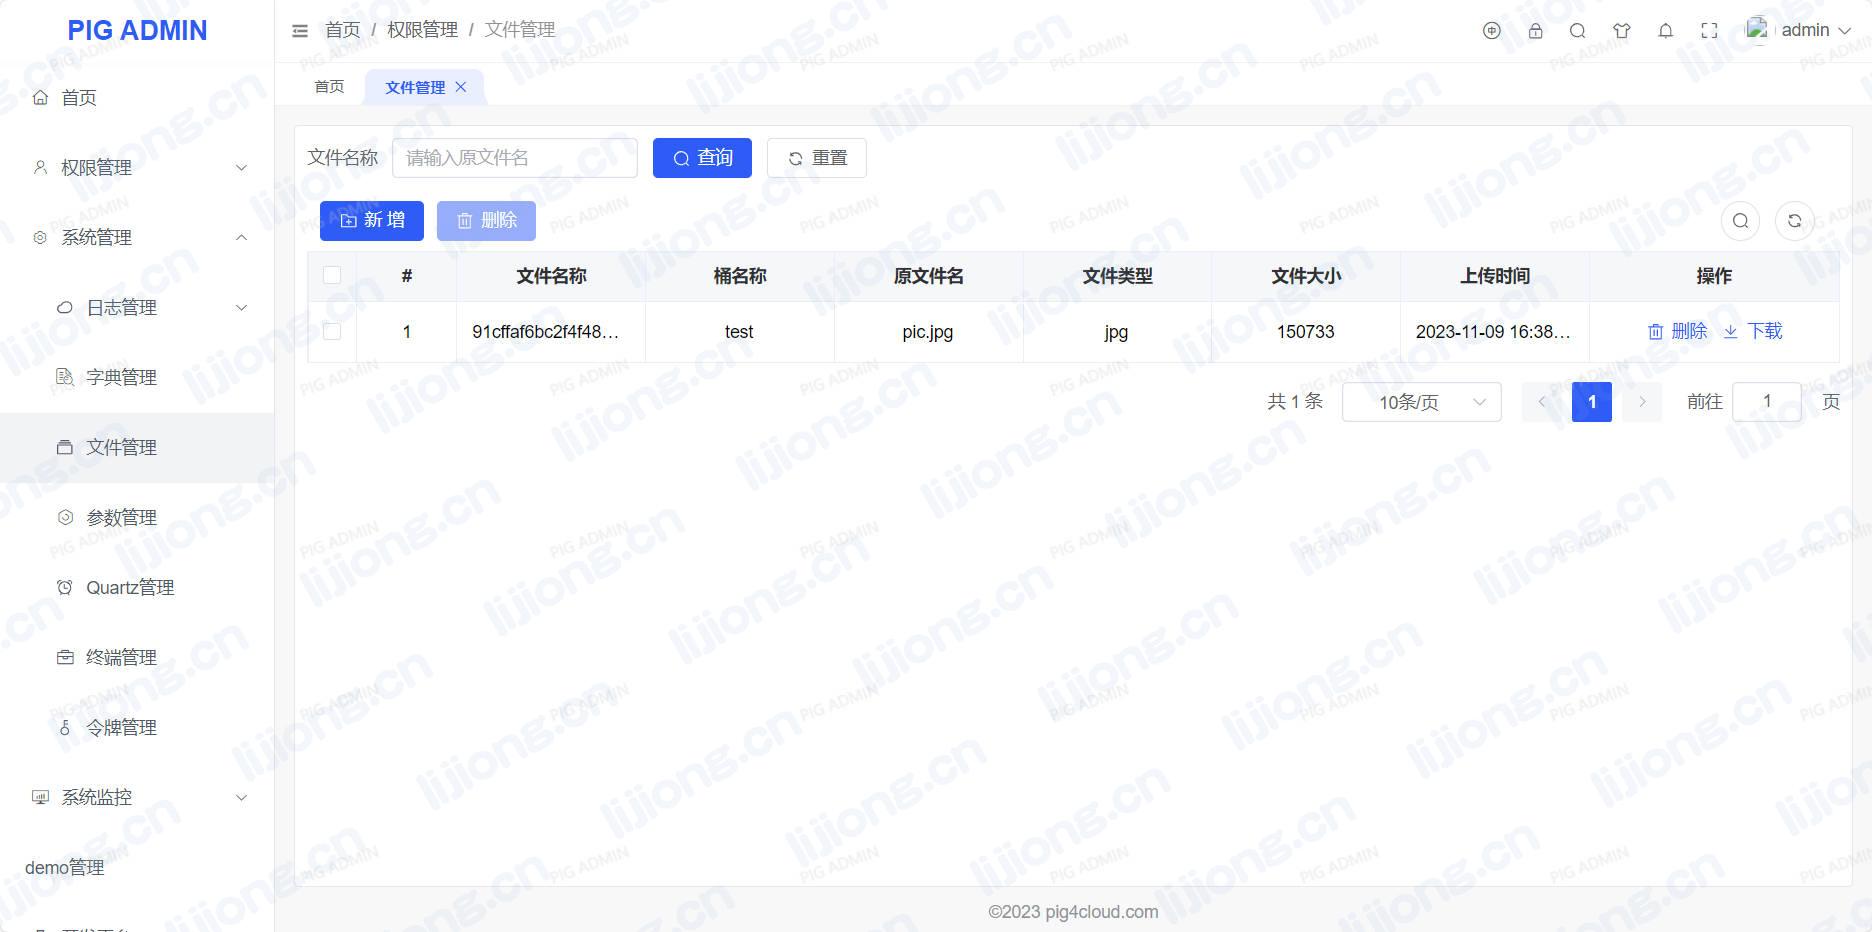 PIG ADMIN
首页 / 权限管理 / 文件管理
admin
首页
文件管理
首页
权限管理
系统管理
日志管理
字典管理
文件管理
参数管理
Quartz管理
终端管理
令牌管理
系统监控
demo管理
文件名称 请输入原文件名 查询 重置
新增 删除
# 文件名称 桶名称 原文件名 文件类型 文件大小 上传时间 操作
1 91cffaf6bc2f4f48... test pic.jpg jpg 150733 2023-11-09 16:38... 删除 下载
共 1 条 10条/页 1 前往 1 页
©2023 pig4cloud.com
lijiong.cn
PIG ADMIN